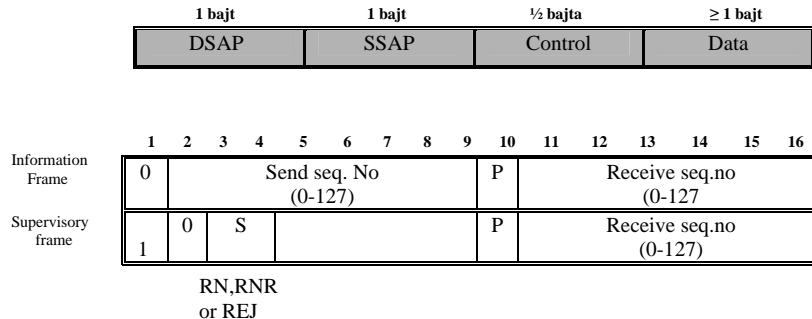 1 bajt 1 bajt ½ bajta ≥ 1 bajt
DSAP SSAP Control Data
1 2 3 4 5 6 7 8 9 10 11 12 13 14 15 16
Information
Frame
0 Send seq. No P Receive seq.no
(0-127) (0-127
Supervisory
frame
0 S P Receive seq.no
1 (0-127)
RN,RNR
or REJ